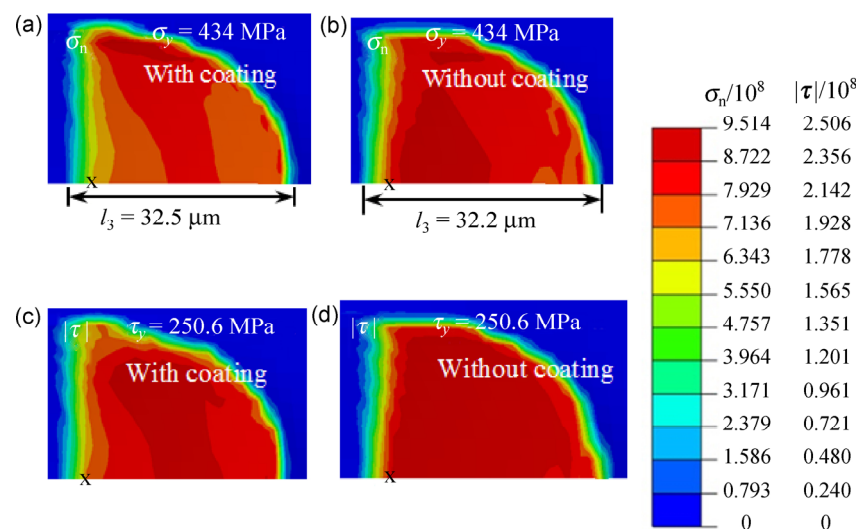 (a)
σn
σy = 434 MPa
With coating
x
l3 = 32.5 μm
(b)
σn
σy = 434 MPa
Without coating
x
l3 = 32.2 μm
(c)
|τ|
τy = 250.6 MPa
With coating
x
(d)
|τ|
τy = 250.6 MPa
Without coating
x
σn/10⁸ |τ|/10⁸
9.514 2.506
8.722 2.356
7.929 2.142
7.136 1.928
6.343 1.778
5.550 1.565
4.757 1.351
3.964 1.201
3.171 0.961
2.379 0.721
1.586 0.480
0.793 0.240
0 0